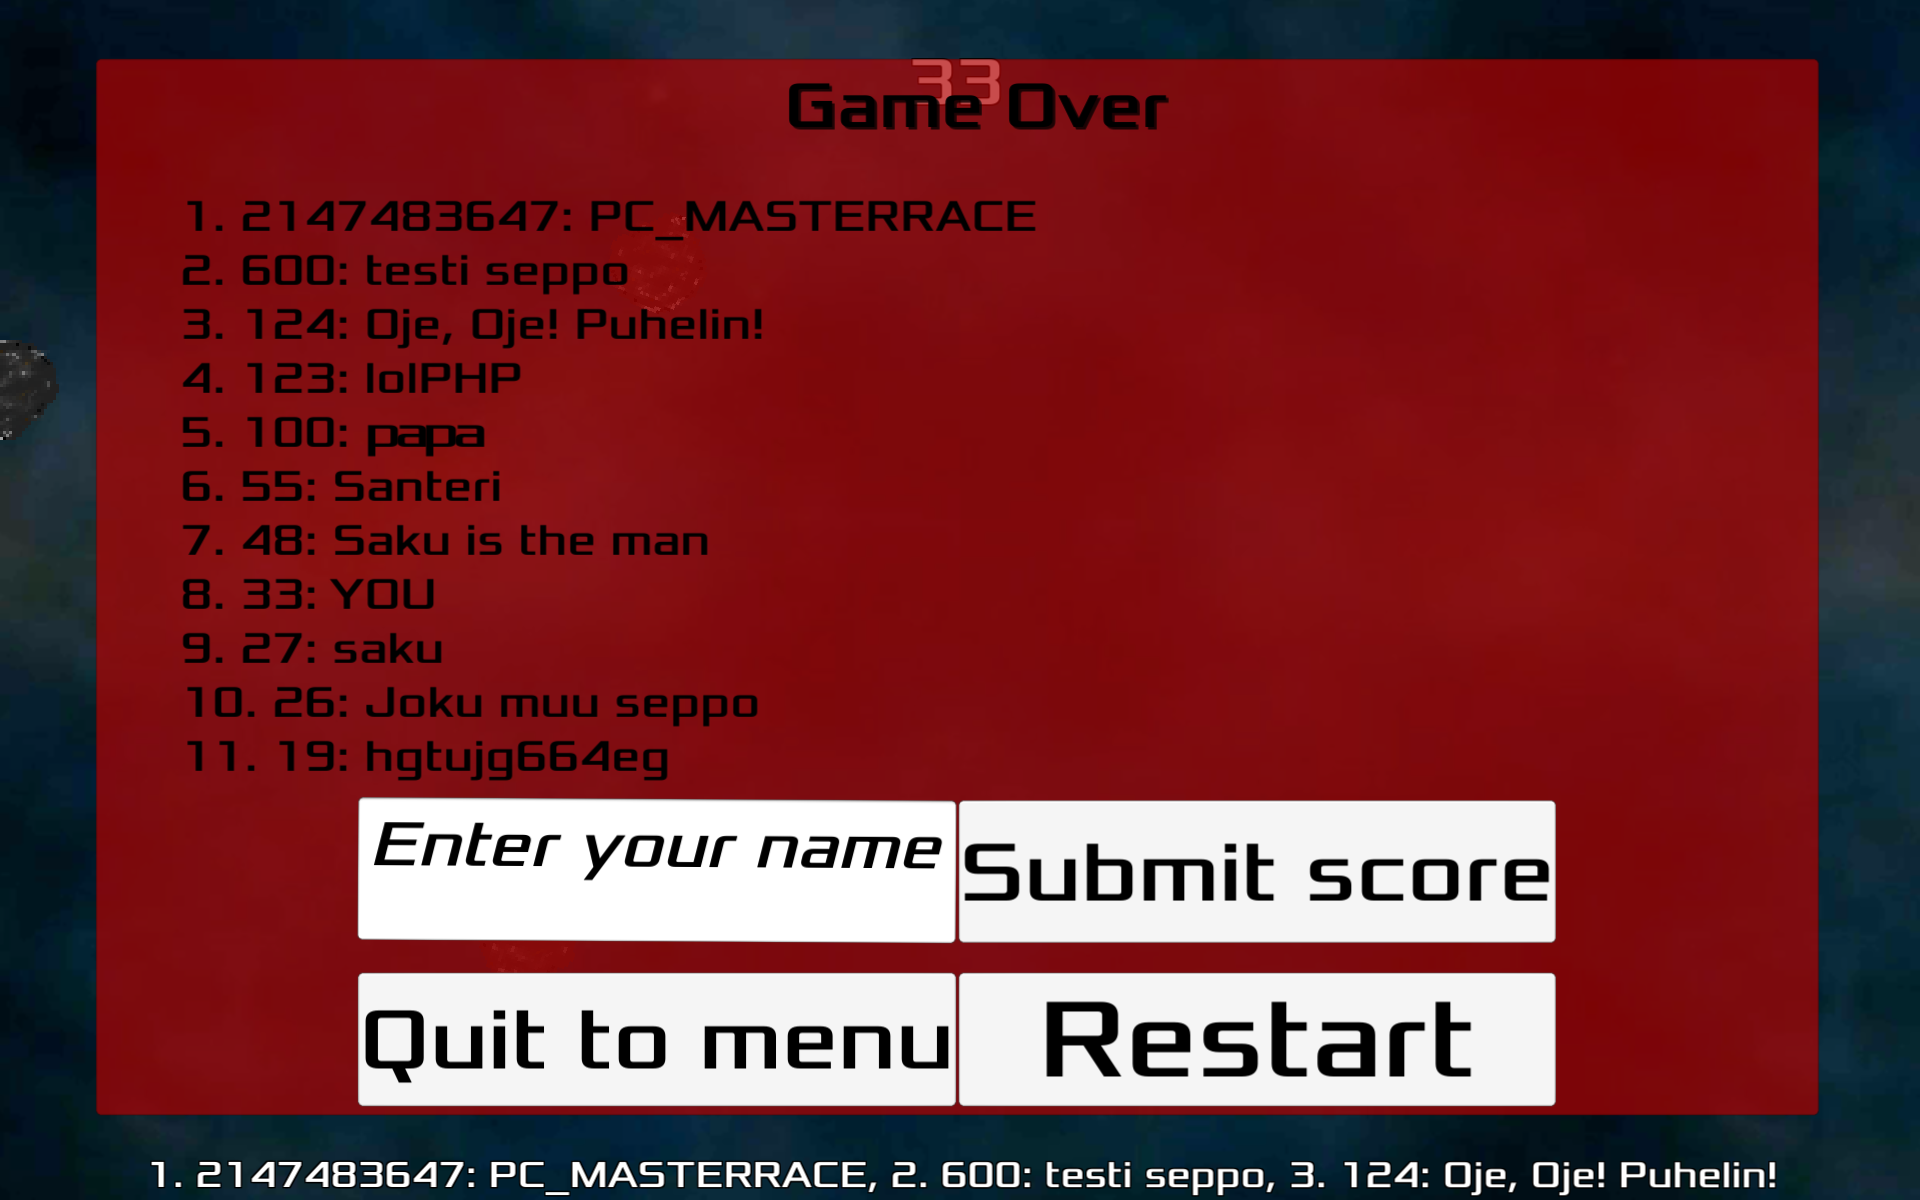 33
Game Over
1. 2147483647: PC_MASTERRACE
2. 600: testi seppo
3. 124: Oje, Oje! Puhelin!
4. 123: lolPHP
5. 100: papa
6. 55: Santeri
7. 48: Saku is the man
8. 33: YOU
9. 27: saku
10. 26: Joku muu seppo
11. 19: hgtujg664eg
Enter your name
Submit score
Quit to menu
Restart
1. 2147483647: PC_MASTERRACE, 2. 600: testi seppo, 3. 124: Oje, Oje! Puhelin!